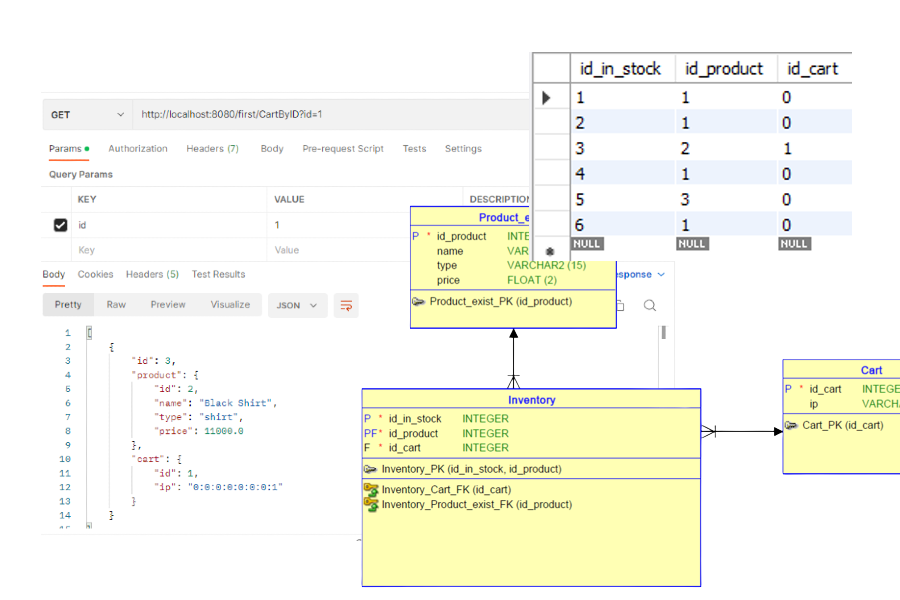 id_in_stock id_product id_cart
1 1 0
2 1 0
3 2 1
4 1 0
5 3 0
6 1 0
NULL NULL NULL
GET http://localhost:8080/first/CartByID?id=1
Params Authorization Headers (7) Body Pre-request Script Tests Settings
Query Params
KEY VALUE DESCRIPTION
id 1
Key Value
Body Cookies Headers (5) Test Results
Pretty Raw Preview Visualize JSON
1 [
2 {
3 "id": 3,
4 "product": {
5 "id": 2,
6 "name": "Black Shirt",
7 "type": "shirt",
8 "price": 11000.0
9 },
10 "cart": {
11 "id": 1,
12 "ip": "0:0:0:0:0:0:0:1"
13 }
14 }
Product_e
P * id_product INTE
name VAR
type VARCHAR2 (15)
price FLOAT (2)
Product_exist_PK (id_product)
sponse
Inventory
P * id_in_stock INTEGER
PF* id_product INTEGER
F * id_cart INTEGER
Inventory_PK (id_in_stock, id_product)
Inventory_Cart_FK (id_cart)
Inventory_Product_exist_FK (id_product)
Cart
P * id_cart INTEGE
ip VARCHA
Cart_PK (id_cart)